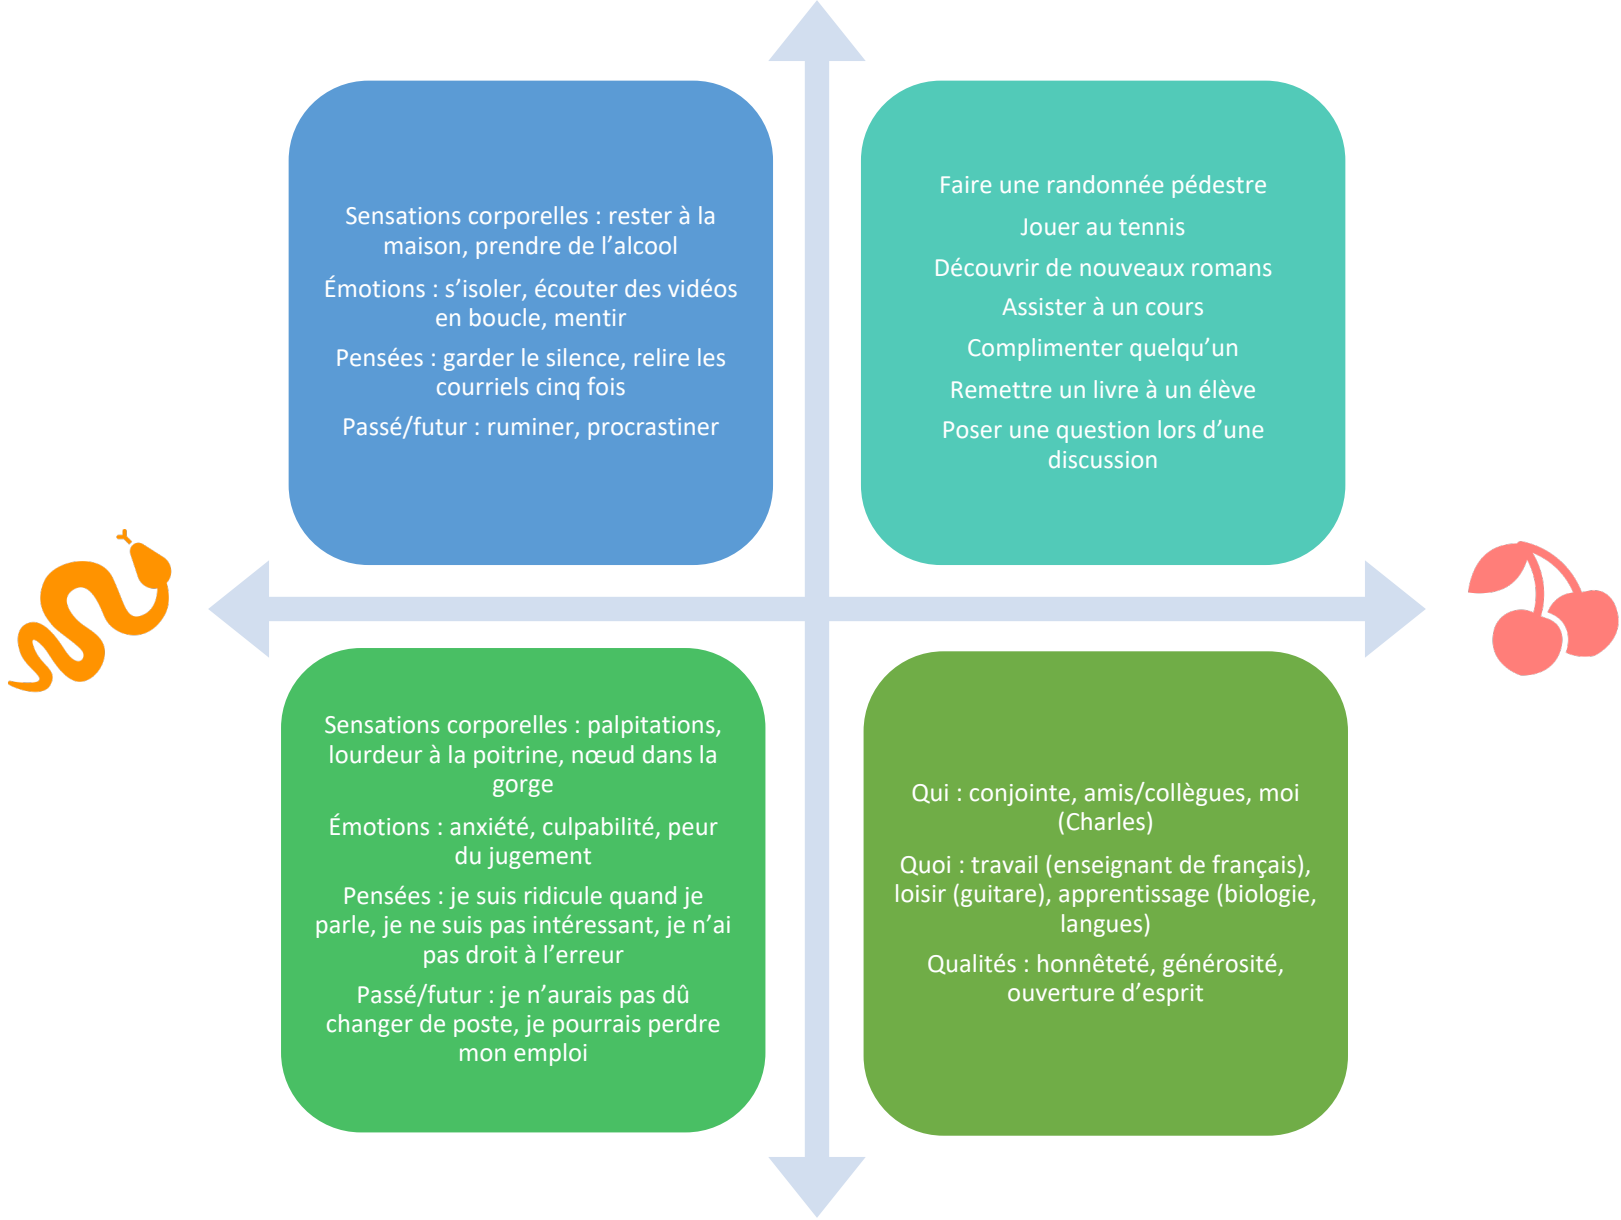 Sensations corporelles : rester à la
maison, prendre de l’alcool
Émotions : s’isoler, écouter des vidéos
en boucle, mentir
Pensées : garder le silence, relire les
courriels cinq fois
Passé/futur : ruminer, procrastiner
Faire une randonnée pédestre
Jouer au tennis
Découvrir de nouveaux romans
Assister à un cours
Complimenter quelqu’un
Remettre un livre à un élève
Poser une question lors d’une
discussion
Sensations corporelles : palpitations,
lourdeur à la poitrine, nœud dans la
gorge
Émotions : anxiété, culpabilité, peur
du jugement
Pensées : je suis ridicule quand je
parle, je ne suis pas intéressant, je n’ai
pas droit à l’erreur
Passé/futur : je n’aurais pas dû
changer de poste, je pourrais perdre
mon emploi
Qui : conjointe, amis/collègues, moi
(Charles)
Quoi : travail (enseignant de français),
loisir (guitare), apprentissage (biologie,
langues)
Qualités : honnêteté, générosité,
ouverture d’esprit